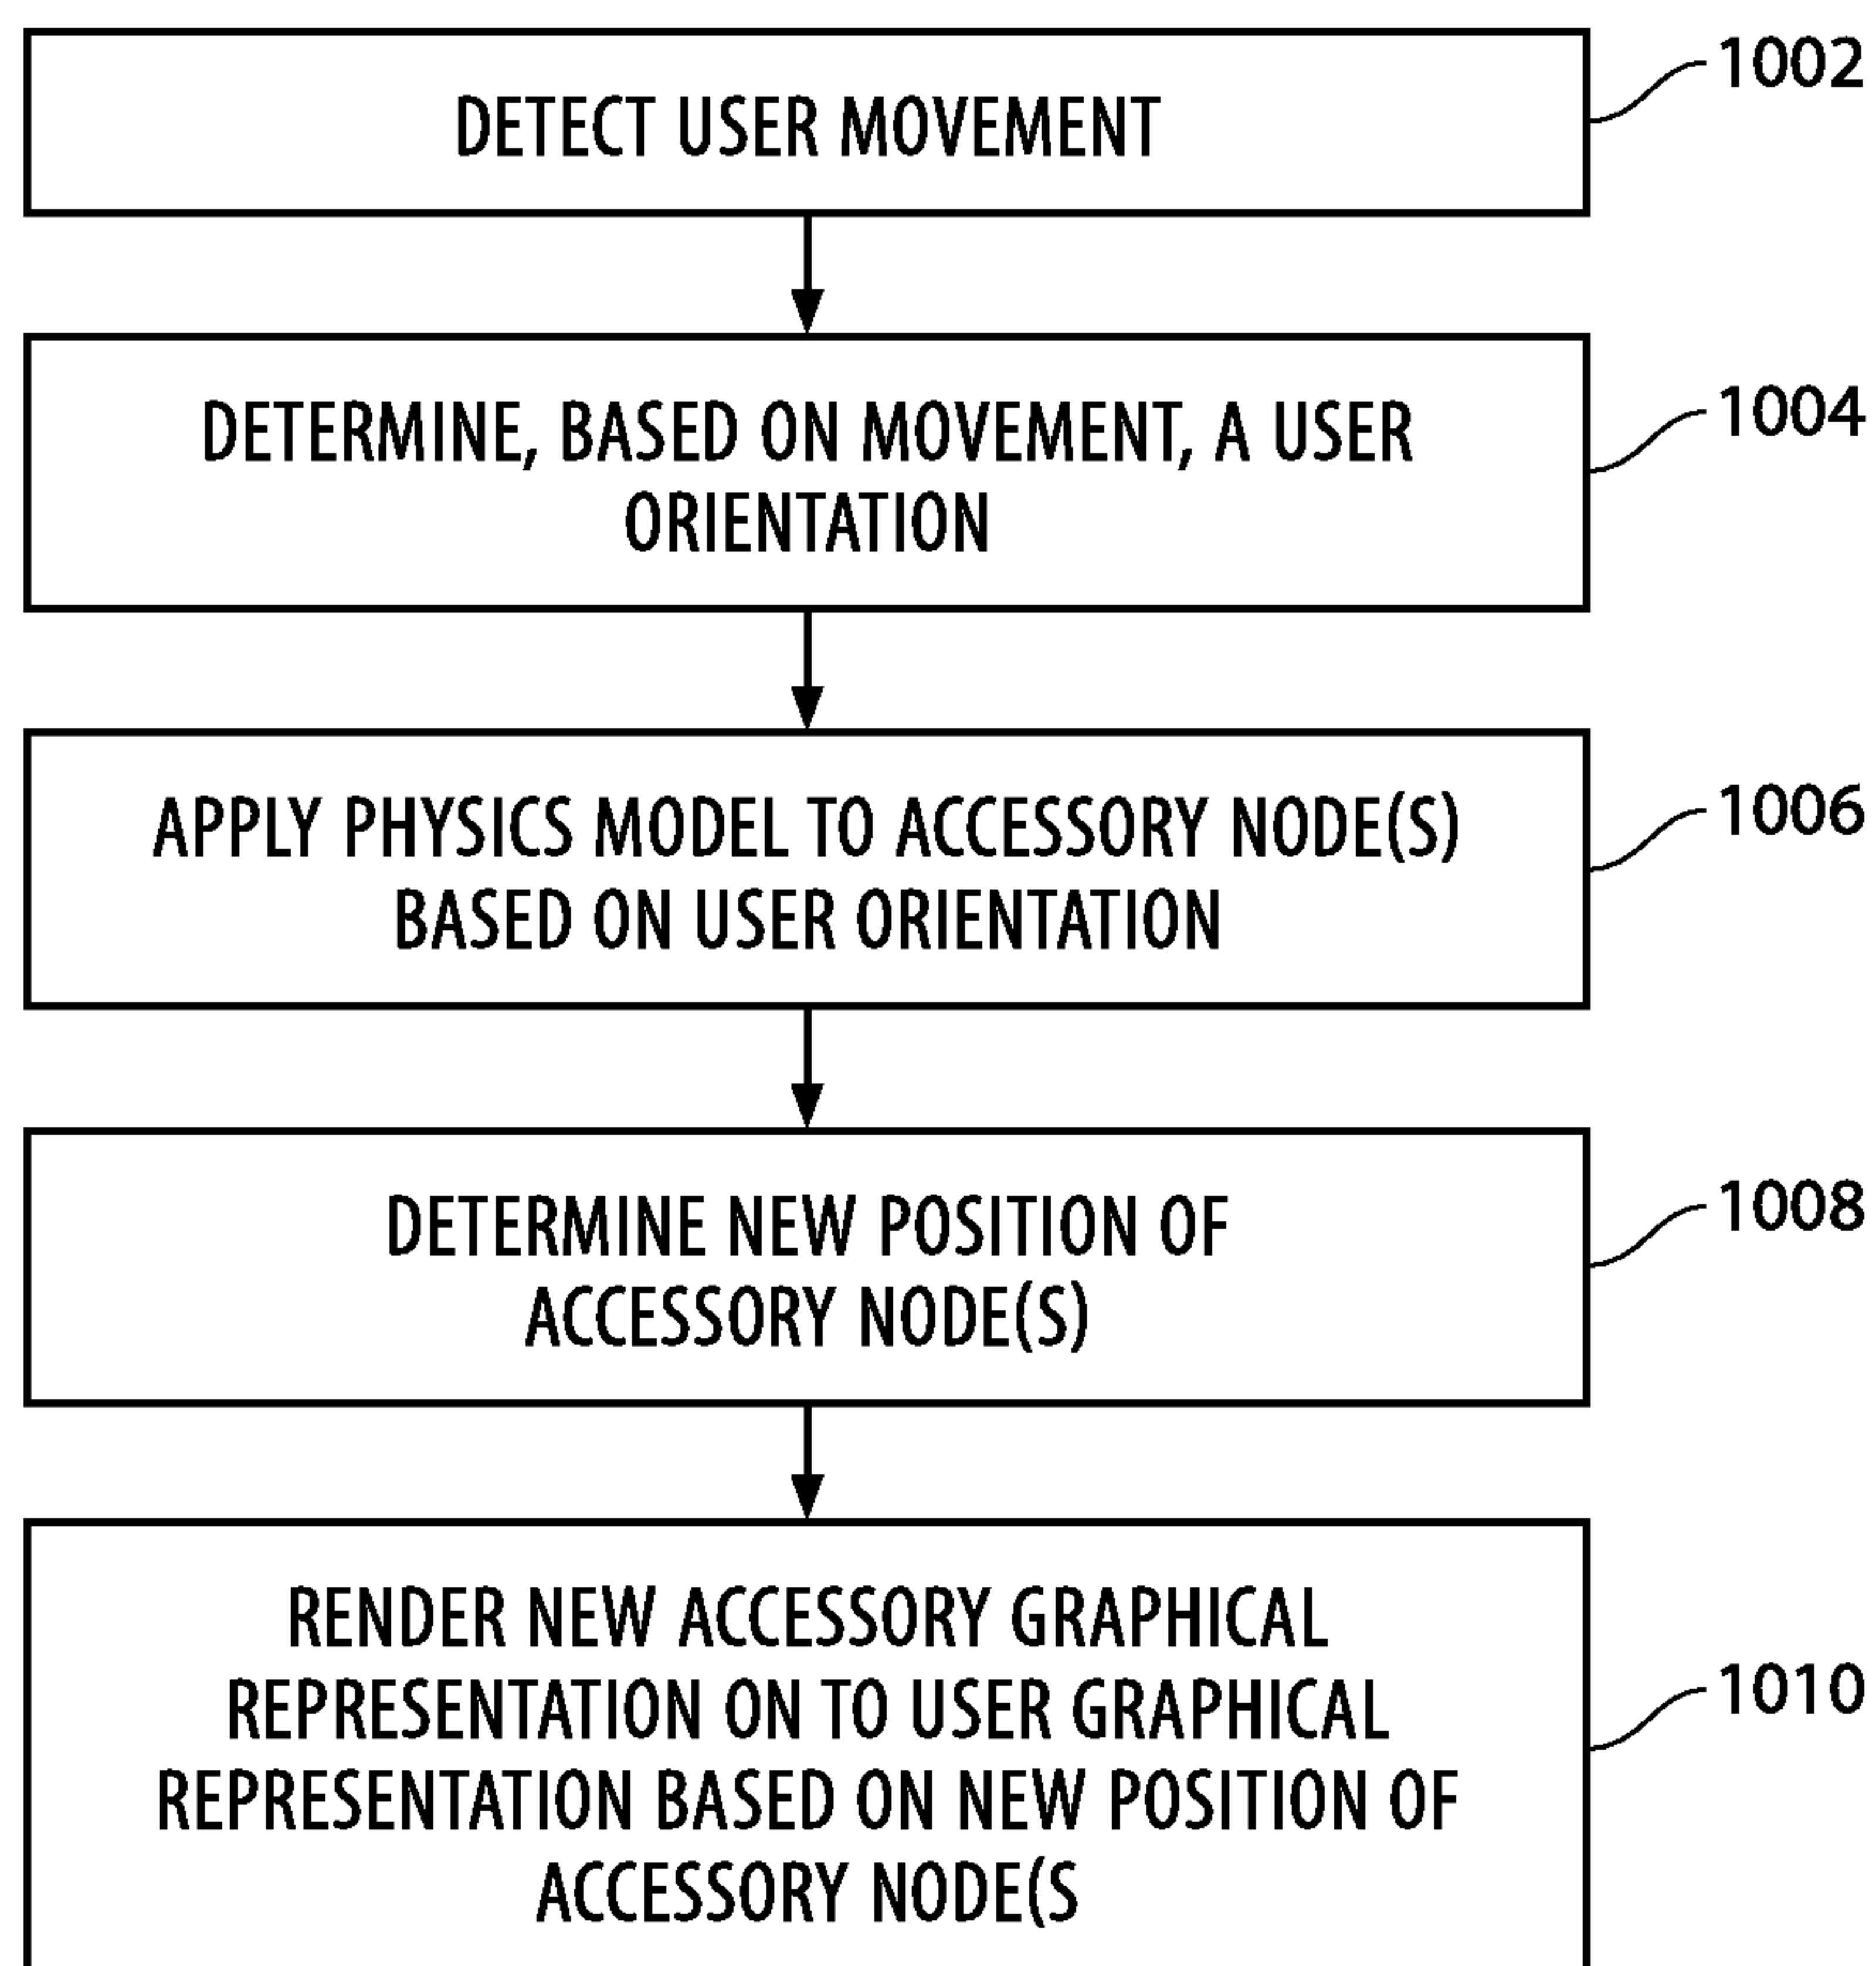 DETECT USER MOVEMENT
1002
DETERMINE, BASED ON MOVEMENT, A USER
ORIENTATION
1004
APPLY PHYSICS MODEL TO ACCESSORY NODE(S)
BASED ON USER ORIENTATION
1006
DETERMINE NEW POSITION OF
ACCESSORY NODE(S)
1008
RENDER NEW ACCESSORY GRAPHICAL
REPRESENTATION ON TO USER GRAPHICAL
REPRESENTATION BASED ON NEW POSITION OF
ACCESSORY NODE(S
1010